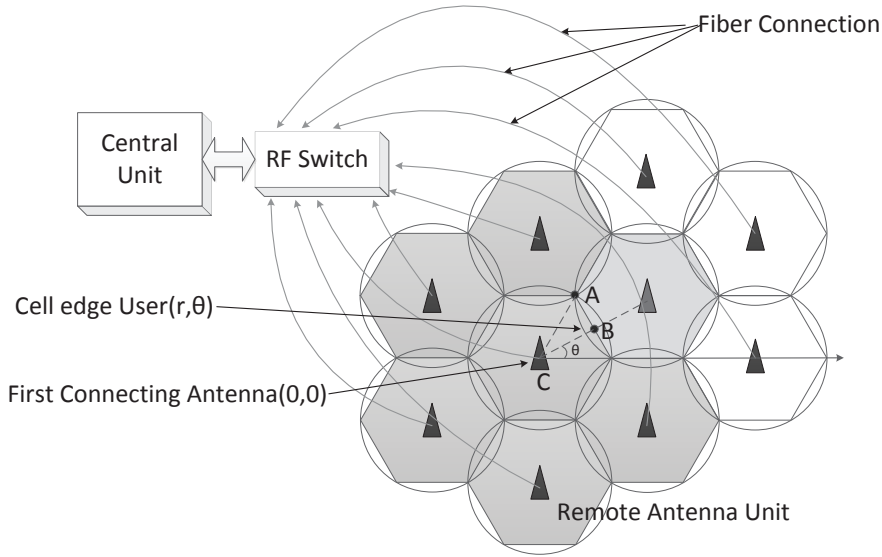 Fiber Connection
Central
Unit
RF Switch
A
Cell edge User(r,θ)
B
θ
First Connecting Antenna(0,0)
C
Remote Antenna Unit